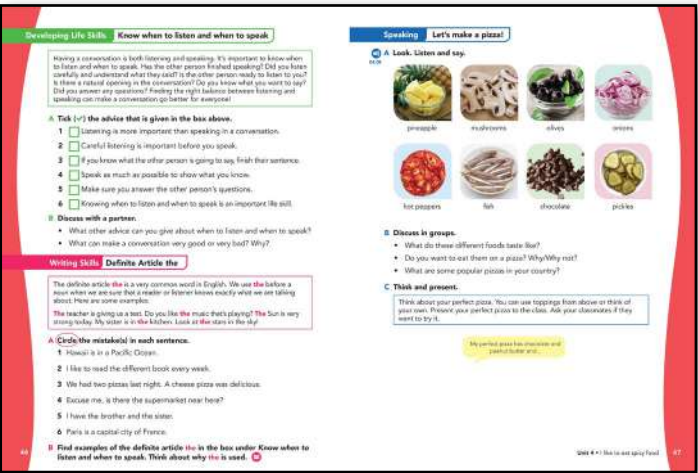 Developing Life Skills Know when to listen and when to speak
Having a conversation is both listening and speaking. It's important to know when
to listen and when to speak. Has the other person finished speaking? Did you listen
carefully and understand what they said? Is the other person ready to listen to you?
Is there a natural opening in the conversation? Do you know what you want to say?
Did you answer any questions? Finding the right balance between listening and
speaking can make a conversation go better for everyone!
A Tick (✓) the advice that is given in the box above.
1 Listening is more important than speaking in a conversation.
2 Careful listening is important before you speak.
3 If you know what the other person is going to say, finish their sentence.
4 Speak as much as possible to show what you know.
5 Make sure you answer the other person's questions.
6 Knowing when to listen and when to speak is an important life skill.
B Discuss with a partner.
• What other advice can you give about when to listen and when to speak?
• What can make a conversation very good or very bad? Why?
Writing Skills Definite Article the
The definite article the is a very common word in English. We use the before a
noun when we are sure that a reader or listener knows exactly what we are talking
about. Here are some examples:
The teacher is giving us a test. Do you like the music that's playing? The Sun is very
strong today. My sister is in the kitchen. Look at the stars in the sky!
A Circle the mistake(s) in each sentence.
1 Hawaii is in a Pacific Ocean.
2 I like to read the different book every week.
3 We had two pizzas last night. A cheese pizza was delicious.
4 Excuse me, is there the supermarket near here?
5 I have the brother and the sister.
6 Paris is a capital city of France.
B Find examples of the definite article the in the box under Know when to
listen and when to speak. Think about why the is used.
Speaking Let's make a pizza!
A Look. Listen and say.
pineapple mushrooms olives onions
hot peppers fish chocolate pickles
B Discuss in groups.
• What do these different foods taste like?
• Do you want to eat them on a pizza? Why/Why not?
• What are some popular pizzas in your country?
C Think and present.
Think about your perfect pizza. You can use toppings from above or think of
your own. Present your perfect pizza to the class. Ask your classmates if they
want to try it.
My perfect pizza has chocolate and
peanut butter and...
Unit 4 • I like to eat spicy food 47